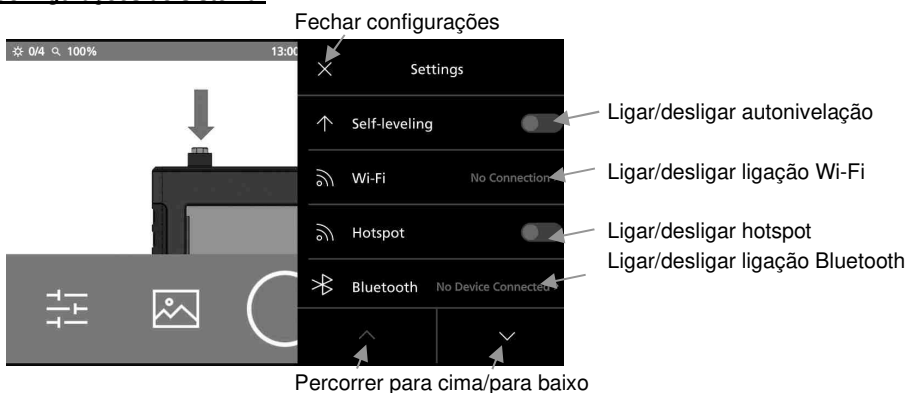 Fechar configurações
0/4 100% 13:00
Settings
Self-leveling
Ligar/desligar autonivelação
Wi-Fi No Connection
Ligar/desligar ligação Wi-Fi
Hotspot
Ligar/desligar hotspot
Ligar/desligar ligação Bluetooth
Bluetooth No Device Connected
Percorrer para cima/para baixo